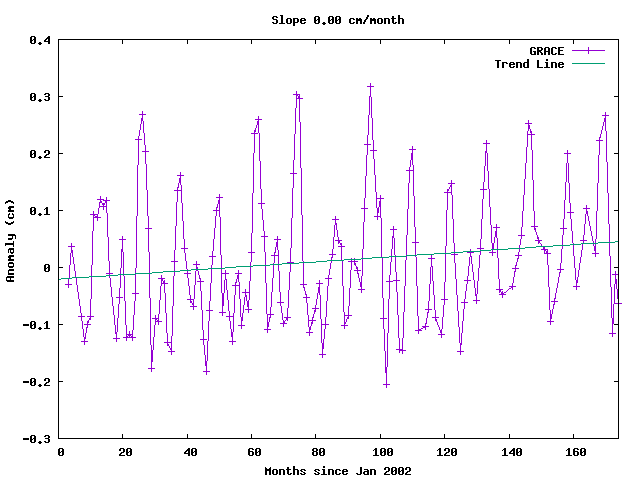 Slope 0.00 cm/month
0.4
GRACE
Trend Line
0.3
0.2
0.1
0
-0.1
-0.2
-0.3
Anomaly (cm)
0 20 40 60 80 100 120 140 160
Months since Jan 2002